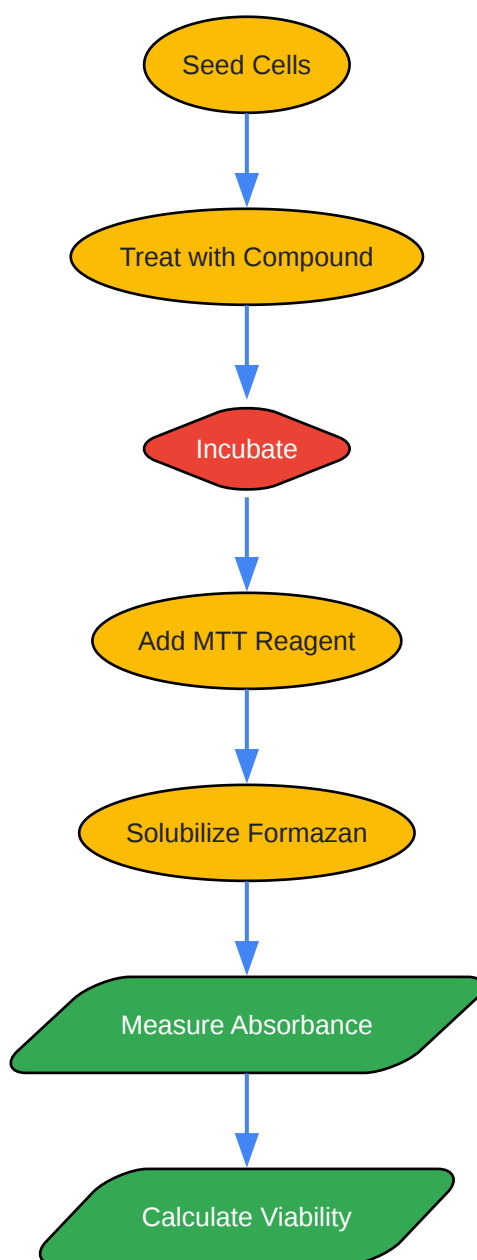 Seed Cells
Treat with Compound
Incubate
Add MTT Reagent
Solubilize Formazan
Measure Absorbance
Calculate Viability